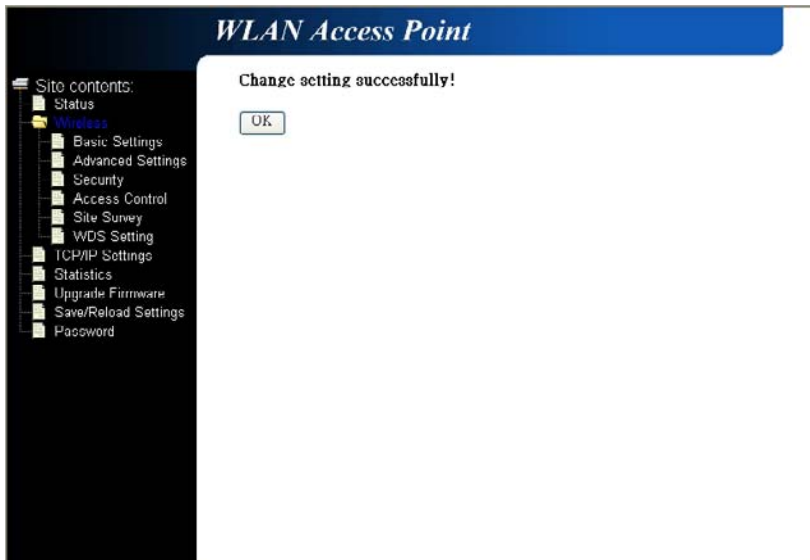 WLAN Access Point
Site contents:
Status
Wireless
Basic Settings
Advanced Settings
Security
Access Control
Site Survey
WDS Setting
TCP/IP Settings
Statistics
Upgrade Firmware
Save/Reload Settings
Password
Change setting successfully!
OK